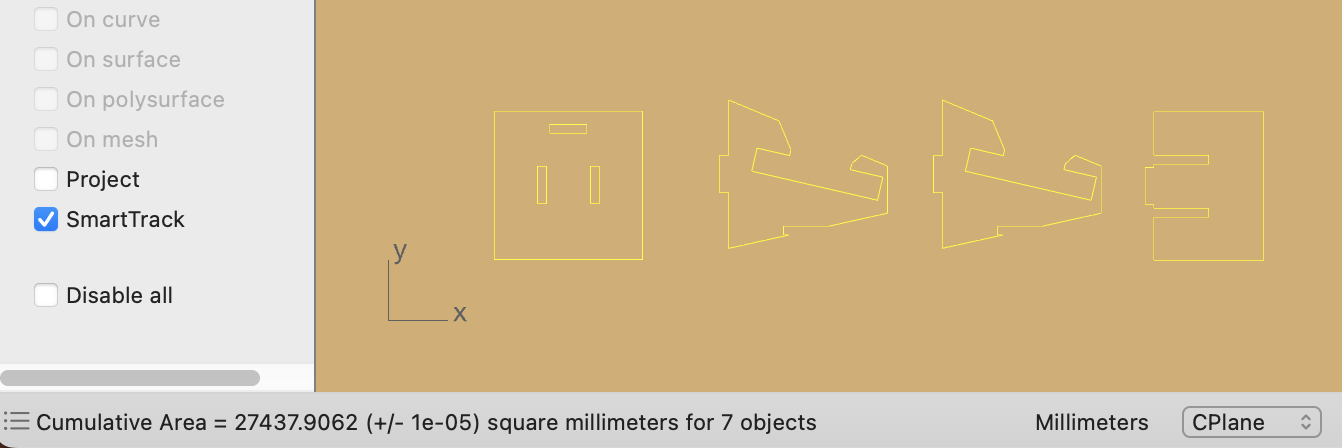 On curve
On surface
On polysurface
On mesh
Project
SmartTrack
Disable all
y
x
Cumulative Area = 27437.9062 (+/- 1e-05) square millimeters for 7 objects
Millimeters
CPlane